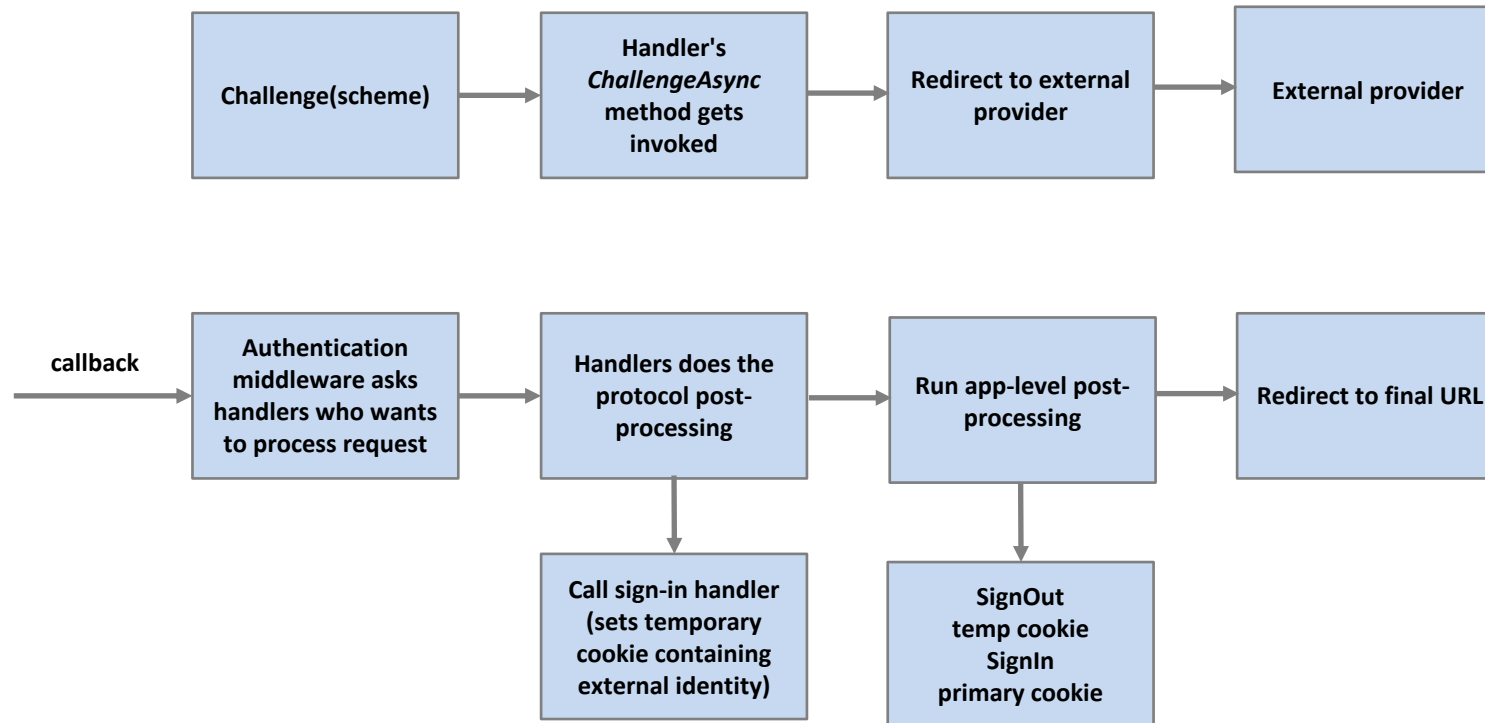 Challenge(scheme)
Handler's
ChallengeAsync
method gets
invoked
Redirect to external
provider
External provider
callback
Authentication
middleware asks
handlers who wants
to process request
Handlers does the
protocol post-
processing
Run app-level post-
processing
Redirect to final URL
Call sign-in handler
(sets temporary
cookie containing
external identity)
SignOut
temp cookie
SignIn
primary cookie